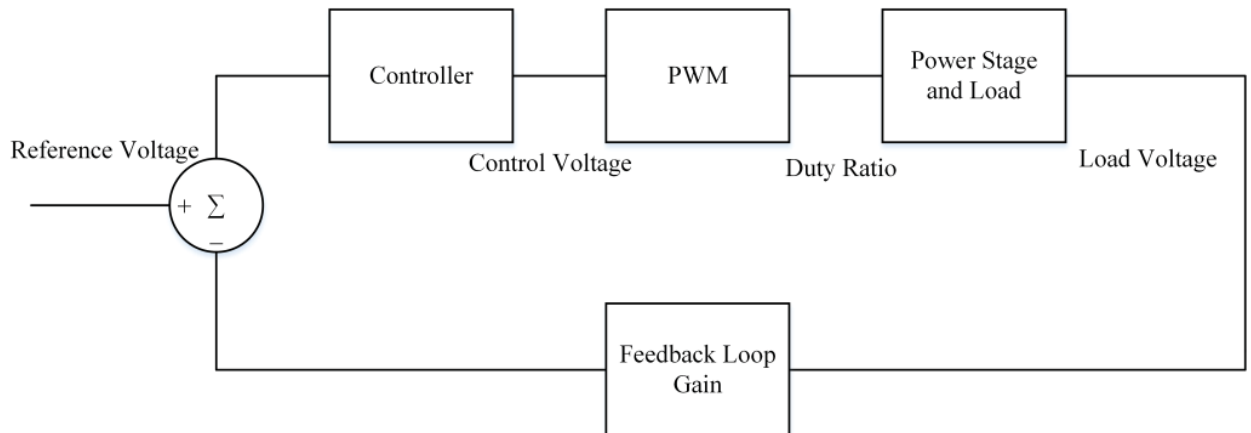 Controller
PWM
Power Stage
and Load
Reference Voltage
Control Voltage
Duty Ratio
Load Voltage
+ Σ
−
Feedback Loop
Gain